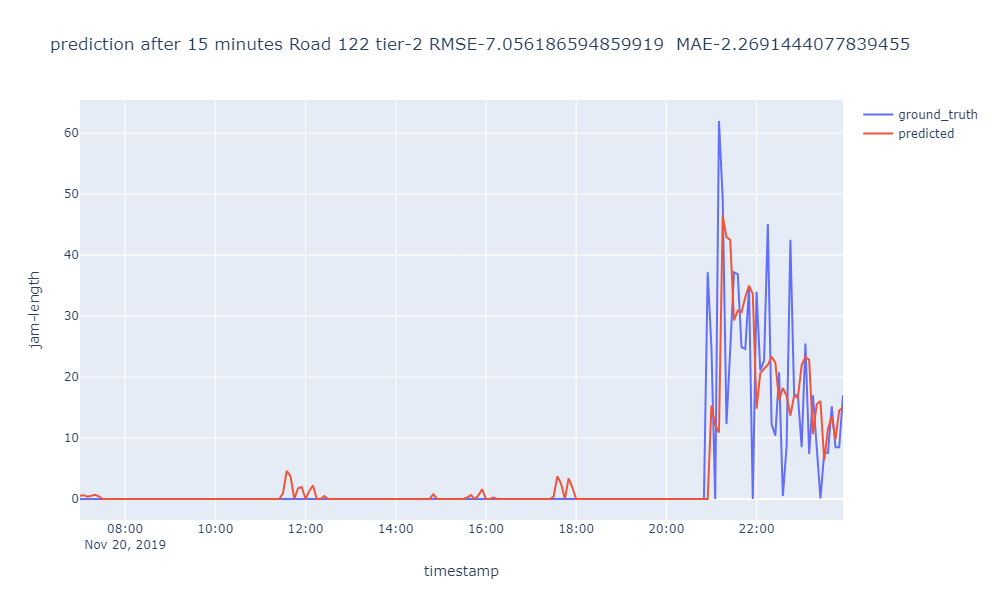 prediction after 15 minutes Road 122 tier-2 RMSE-7.056186594859919  MAE-2.2691444077839455
ground_truth
predicted
60
50
40
30
20
10
0
jam-length
08:00 10:00 12:00 14:00 16:00 18:00 20:00 22:00
Nov 20, 2019
timestamp